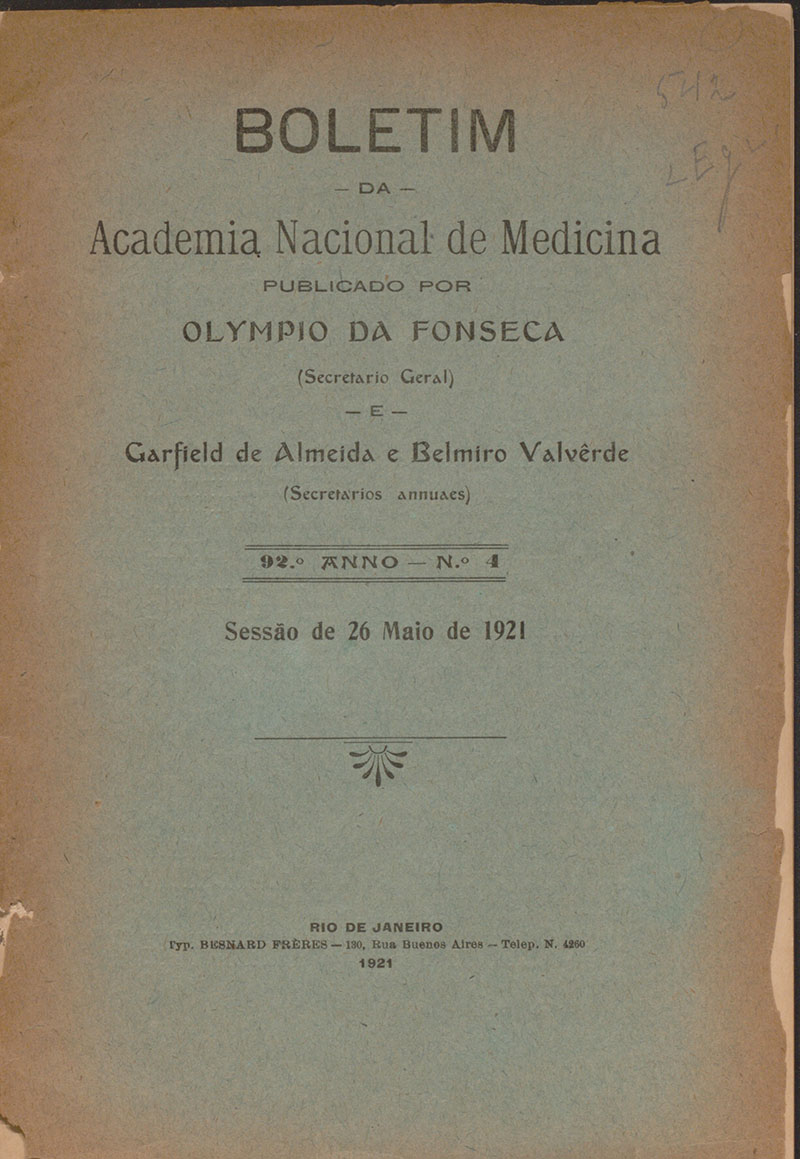 542
BOLETIM
— DA —
Academia Nacional de Medicina
PUBLICADO POR
OLYMPIO DA FONSECA
(Secretario Geral)
— E —
Garfield de Almeida e Belmiro Valvêrde
(Secretarios annuaes)
92.º ANNO — N.º 4
Sessão de 26 Maio de 1921
RIO DE JANEIRO
Typ. BESNARD FRÈRES — 130, Rua Buenos Aires — Telep. N. 4260
1921